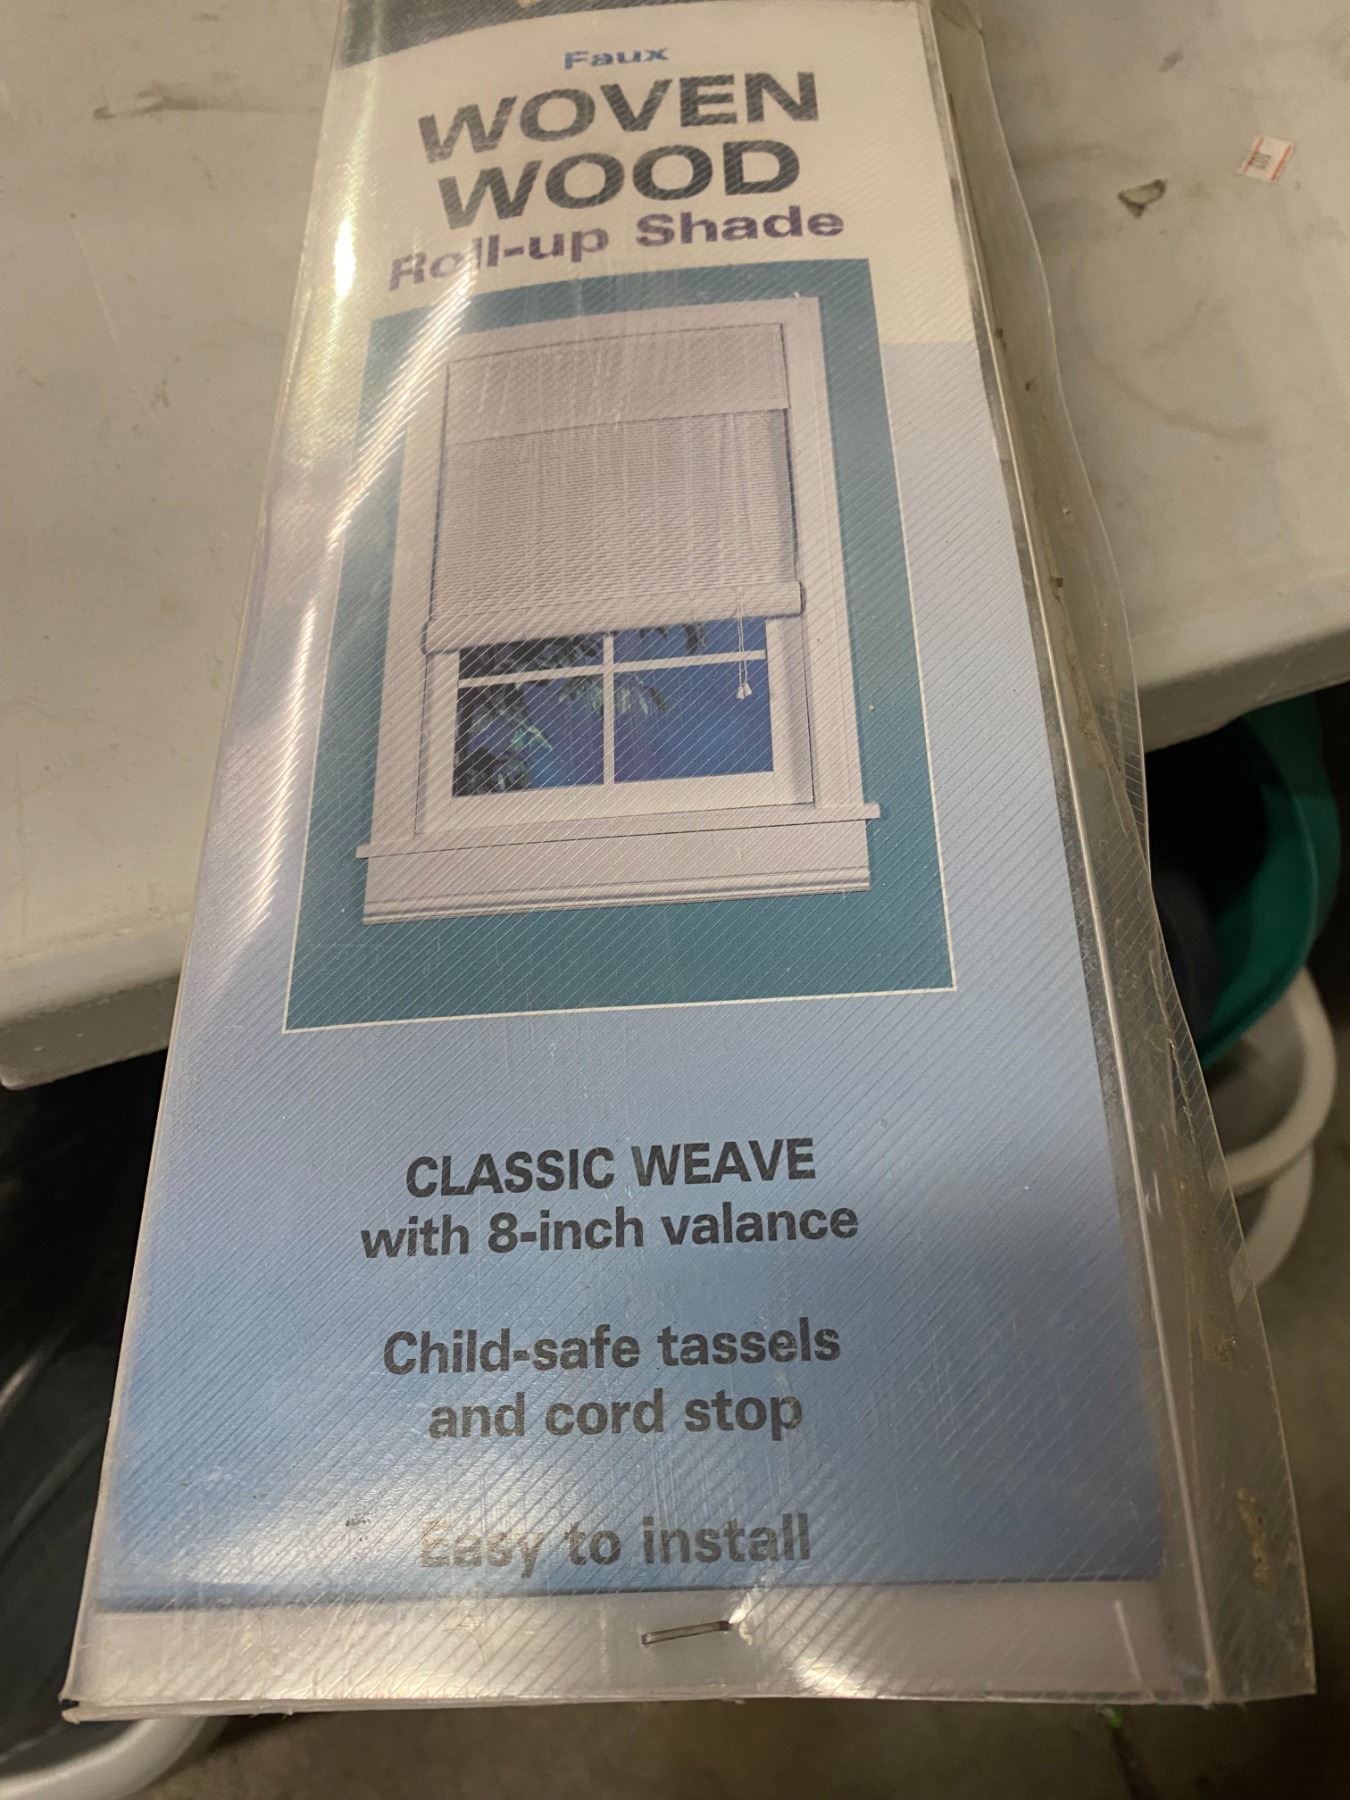 Faux
WOVEN
WOOD
Roll-up Shade
CLASSIC WEAVE
with 8-inch valance
Child-safe tassels
and cord stop
Easy to install